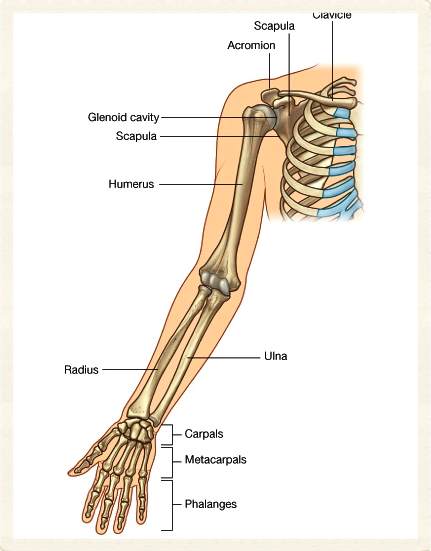 Clavicle
Scapula
Acromion
Glenoid cavity
Scapula
Humerus
Radius
Ulna
Carpals
Metacarpals
Phalanges